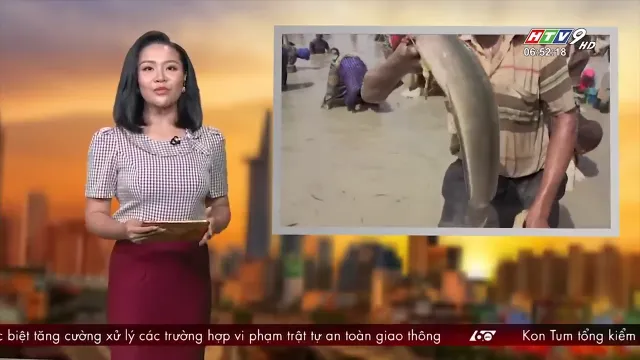 HTV9 HD
06:52:18
biệt tăng cường xử lý các trường hợp vi phạm trật tự an toàn giao thông Kon Tum tổng kiểm